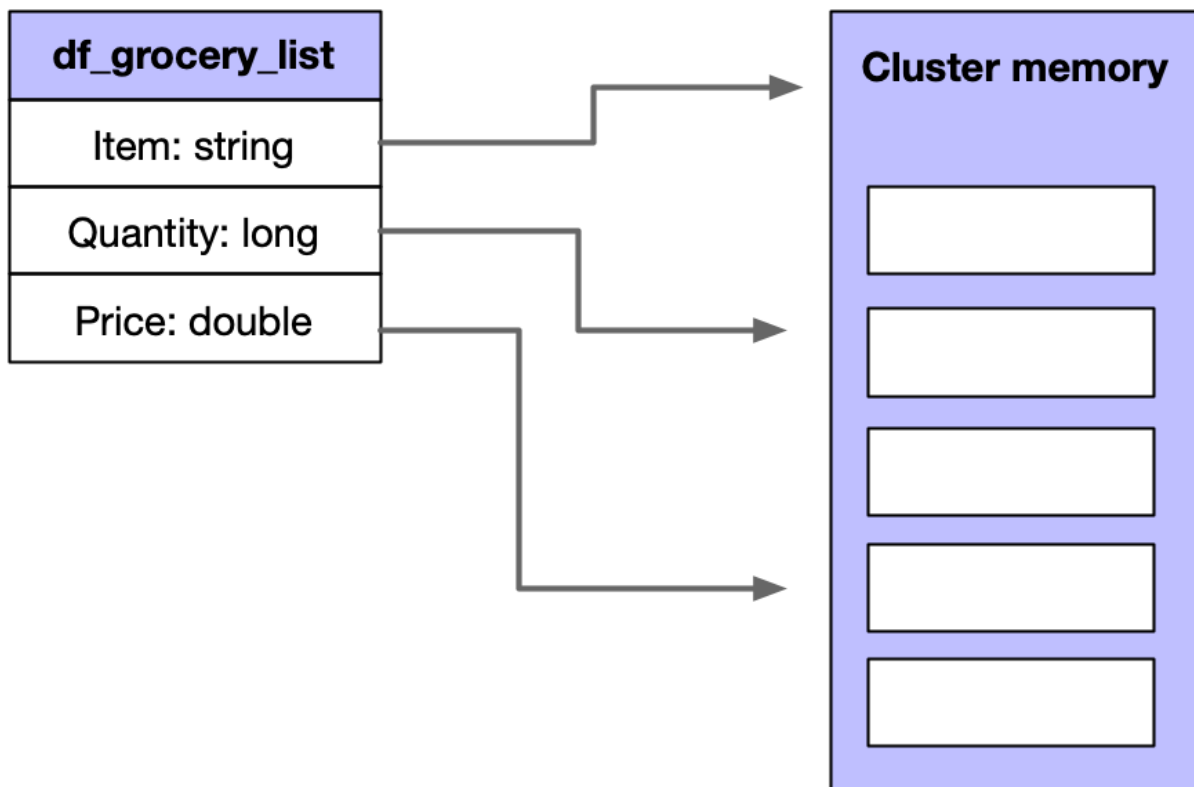 df_grocery_list
Item: string
Quantity: long
Price: double
Cluster memory